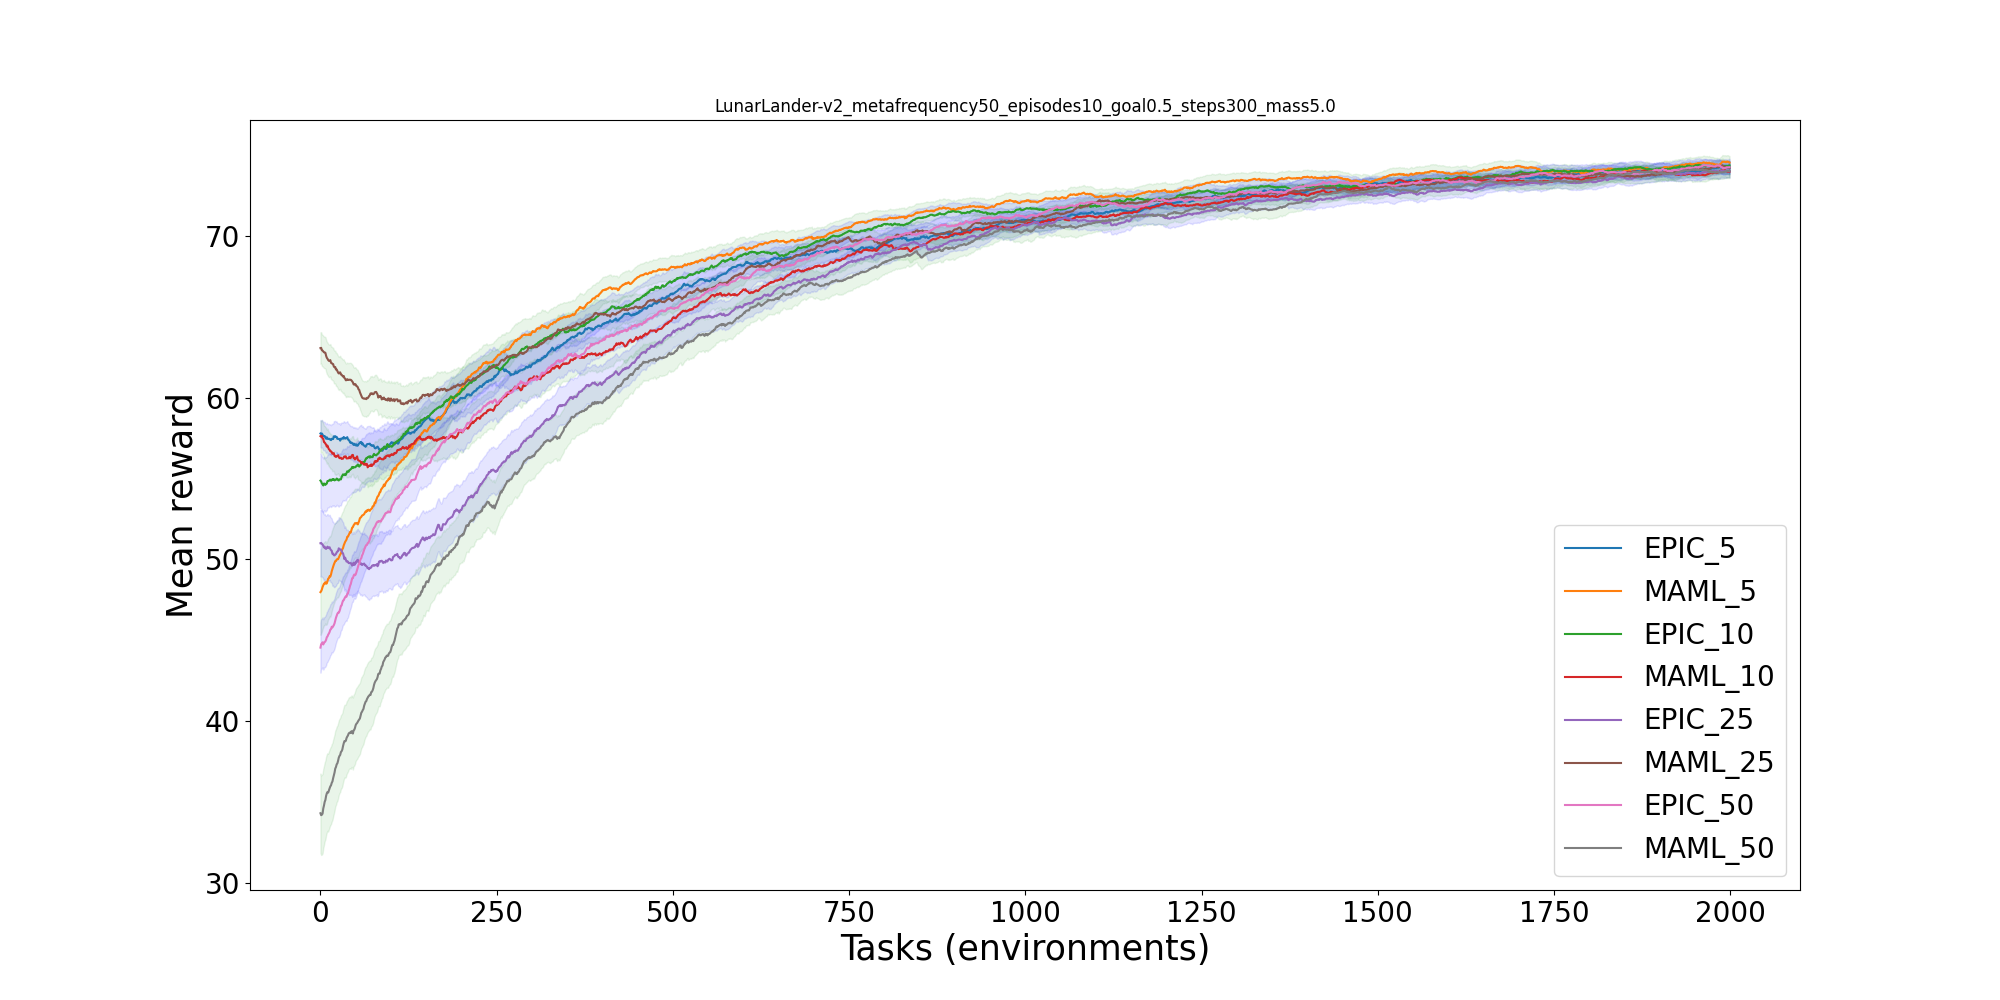 LunarLander-v2_metafrequency50_episodes10_goal0.5_steps300_mass5.0
Mean reward
70
60
50
40
30
0 250 500 750 1000 1250 1500 1750 2000
Tasks (environments)
EPIC_5
MAML_5
EPIC_10
MAML_10
EPIC_25
MAML_25
EPIC_50
MAML_50